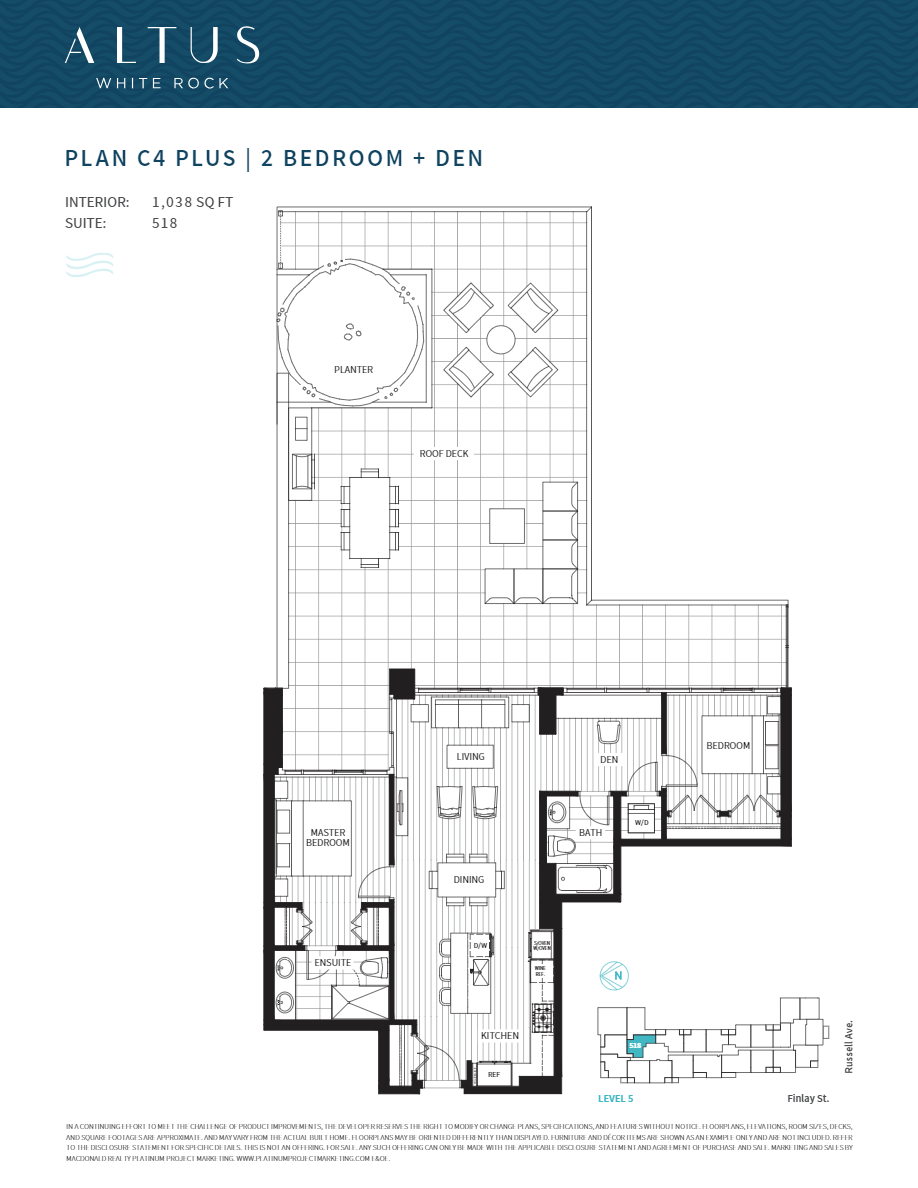 ALTUS
WHITE ROCK
PLAN C4 PLUS | 2 BEDROOM + DEN
INTERIOR: 1,038 SQ FT
SUITE: 518
PLANTER
ROOF DECK
LIVING
DEN
BEDROOM
MASTER
BEDROOM
BATH
W/D
DINING
D/W
S/OVEN
W/OVEN
WINE
REF.
ENSUITE
KITCHEN
REF
N
518
Russell Ave.
LEVEL 5
Finlay St.
IN A CONTINUING EFFORT TO MEET THE CHALLENGE OF PRODUCT IMPROVEMENTS, THE DEVELOPER RESERVES THE RIGHT TO MODIFY OR CHANGE PLANS, SPECIFICATIONS, AND FEATURES WITHOUT NOTICE. FLOORPLANS, ELEVATIONS, ROOM SIZES, DECKS,
AND SQUARE FOOTAGES ARE APPROXIMATE, AND MAY VARY FROM THE ACTUAL BUILT HOME. FLOORPLANS MAY BE ORIENTED DIFFERENTLY THAN DISPLAYED. FURNITURE AND DÉCOR ITEMS ARE SHOWN AS AN EXAMPLE ONLY AND ARE NOT INCLUDED. REFER
TO THE DISCLOSURE STATEMENT FOR SPECIFIC DETAILS. THIS IS NOT AN OFFERING FOR SALE. ANY SUCH OFFERING CAN ONLY BE MADE WITH THE APPLICABLE DISCLOSURE STATEMENT AND AGREEMENT OF PURCHASE AND SALE. MARKETING AND SALES BY
MACDONALD REALTY PLATINUM PROJECT MARKETING. WWW.PLATINUMPROJECTMARKETING.COM E&OE.